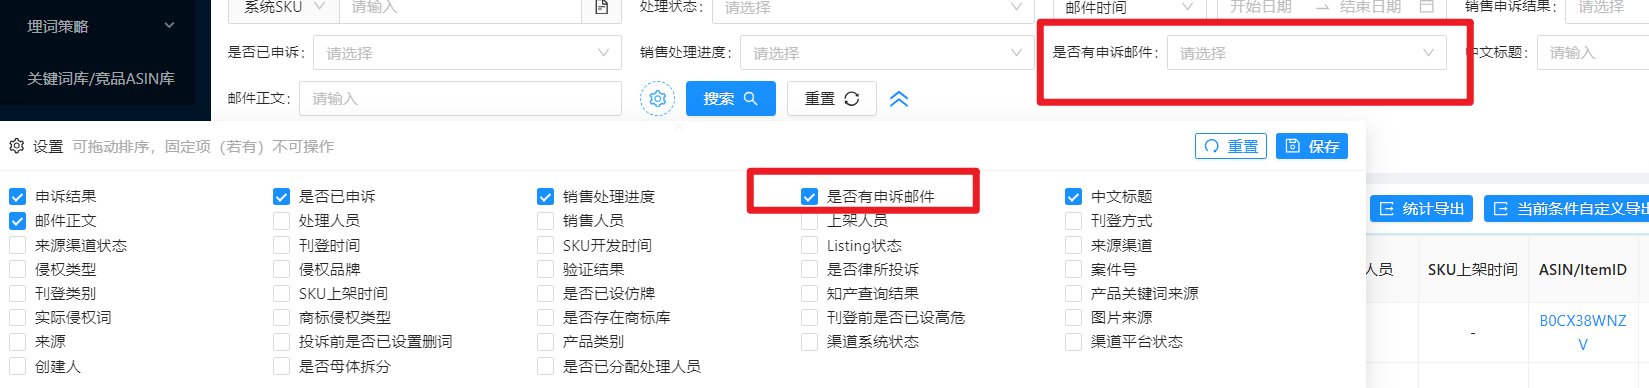 系统SKU 请输入 处理状态: 请选择 邮件时间 开始日期 → 结束日期 销售申诉结果: 请选
埋词策略
是否已申诉: 请选择 销售处理进度: 请选择 是否有申诉邮件: 请选择 中文标题: 请输入
关键词库/竞品ASIN库
邮件正文: 请输入 搜索 重置
设置 可拖动排序，固定项（若有）不可操作 重置 保存
申诉结果 是否已申诉 销售处理进度 是否有申诉邮件 中文标题
邮件正文 处理人员 销售人员 上架人员 刊登方式
统计导出 当前条件自定义导出
来源渠道状态 刊登时间 SKU开发时间 Listing状态 来源渠道
侵权类型 侵权品牌 验证结果 是否律所投诉 案件号
人员 SKU上架时间 ASIN/ItemID
刊登类别 SKU上架时间 是否已设仿牌 知产查询结果 产品关键词来源
实际侵权词 商标侵权类型 是否存在商标库 刊登前是否已设高危 图片来源
- B0CX38WNZ
V
来源 投诉前是否已设置删词 产品类别 渠道系统状态 渠道平台状态
创建人 是否母体拆分 是否已分配处理人员